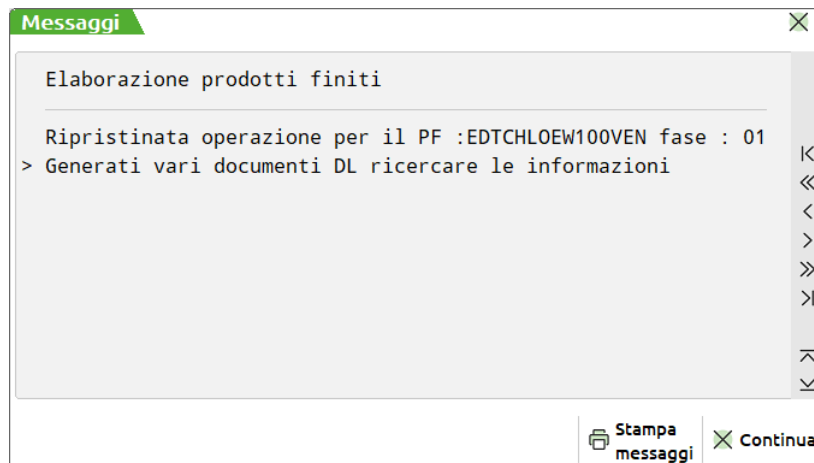 Messaggi
Elaborazione prodotti finiti
Ripristinata operazione per il PF :EDTCHLOEW100VEN fase : 01
> Generati vari documenti DL ricercare le informazioni
Stampa
messaggi
Continua